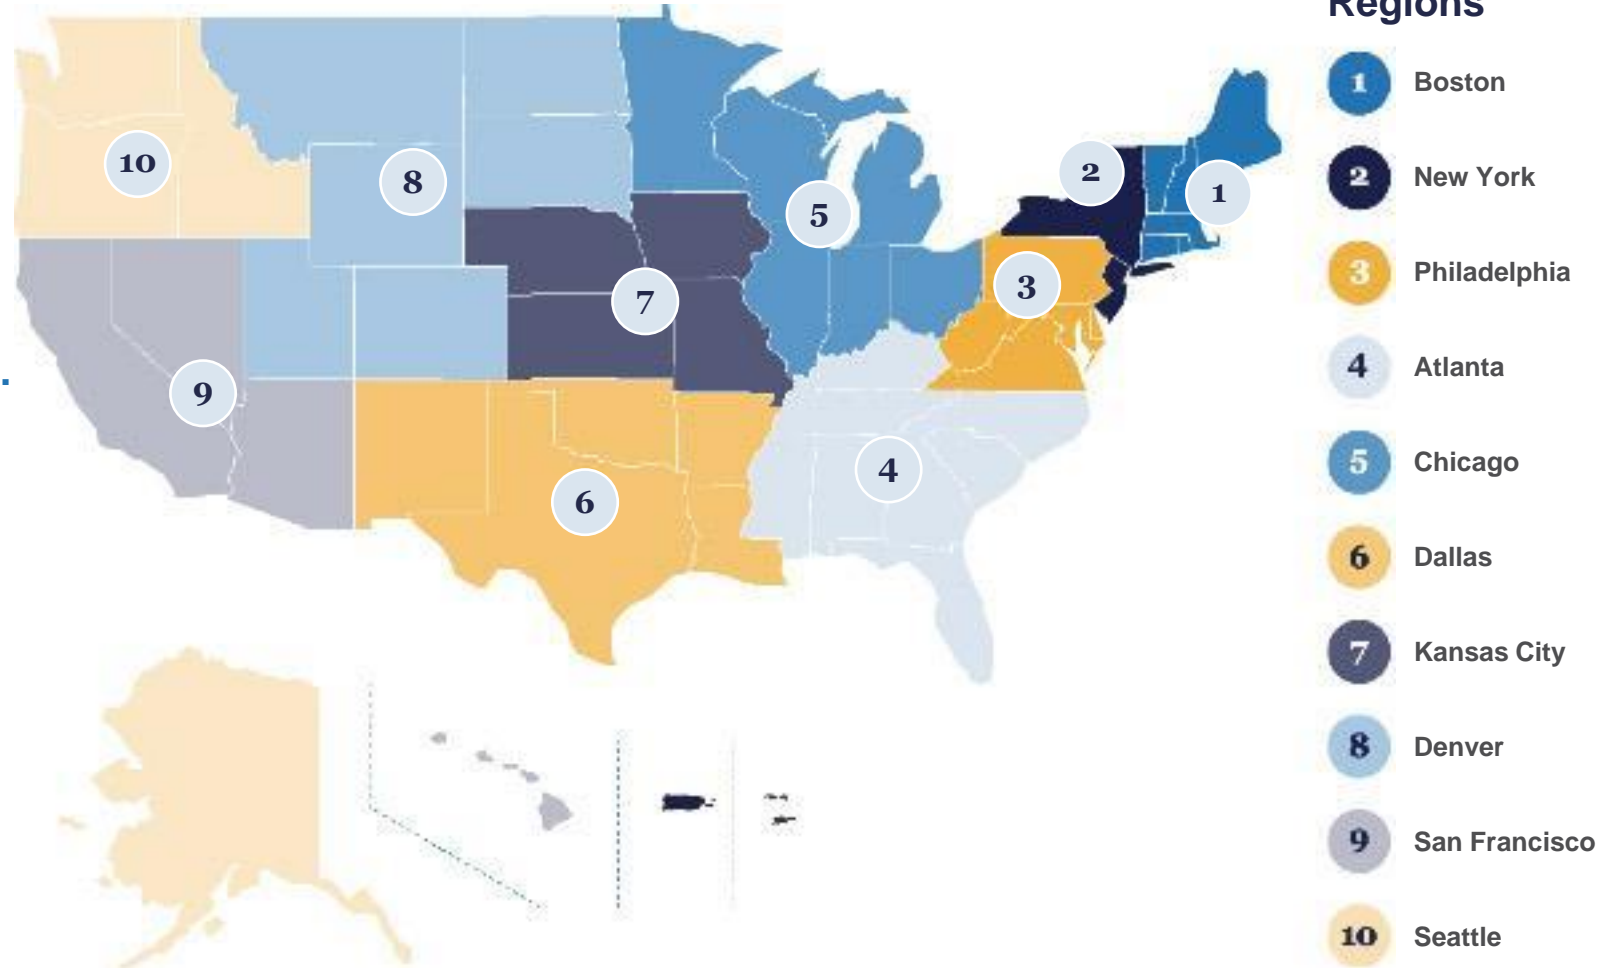 Regions
1 Boston
2 New York
3 Philadelphia
4 Atlanta
5 Chicago
6 Dallas
7 Kansas City
8 Denver
9 San Francisco
10 Seattle
10
8
5
2
1
7
3
9
6
4
.